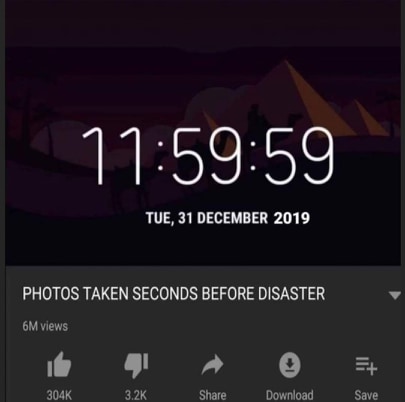 11:59:59
TUE, 31 DECEMBER 2019
PHOTOS TAKEN SECONDS BEFORE DISASTER
6M views
304K 3.2K Share Download Save